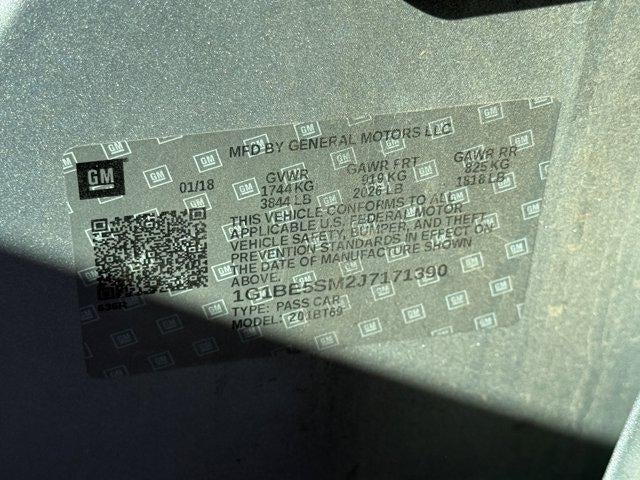 MFD BY GENERAL MOTORS LLC
GM
01/18
GVWR GAWR FRT GAWR RR
1744 KG 919 KG 825 KG
3844 LB 2026 LB 1818 LB
THIS VEHICLE CONFORMS TO ALL
APPLICABLE U.S. FEDERAL MOTOR
VEHICLE SAFETY, BUMPER, AND THEFT
PREVENTION STANDARDS IN EFFECT ON
THE DATE OF MANUFACTURE SHOWN
ABOVE.
1G1BE5SM2J7171390
TYPE: PASS CAR
MODEL: